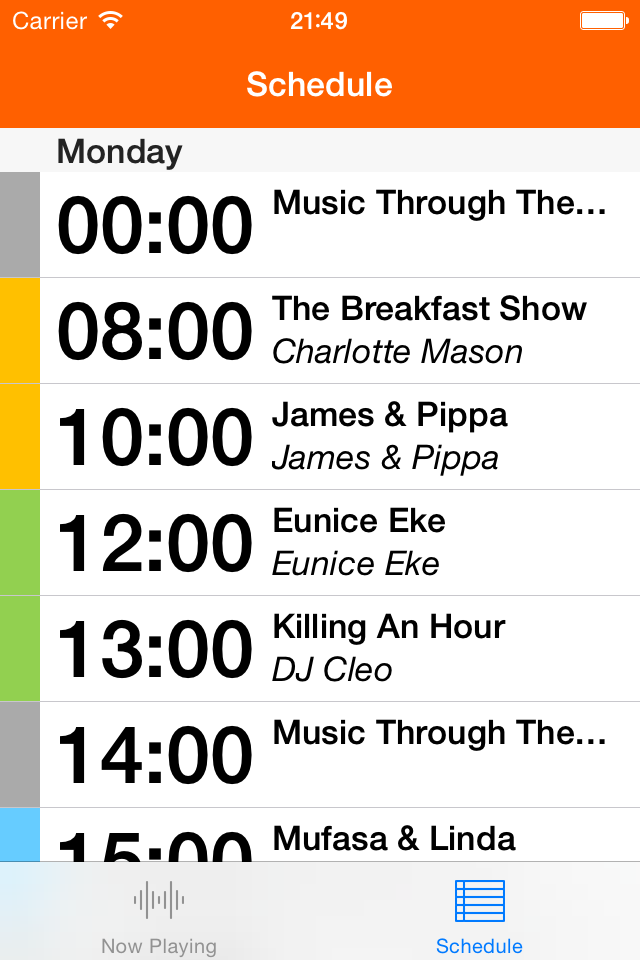 Carrier 21:49
Schedule
Monday
00:00 Music Through The...
08:00 The Breakfast Show
Charlotte Mason
10:00 James & Pippa
James & Pippa
12:00 Eunice Eke
Eunice Eke
13:00 Killing An Hour
DJ Cleo
14:00 Music Through The...
15:00 Mufasa & Linda
Now Playing Schedule